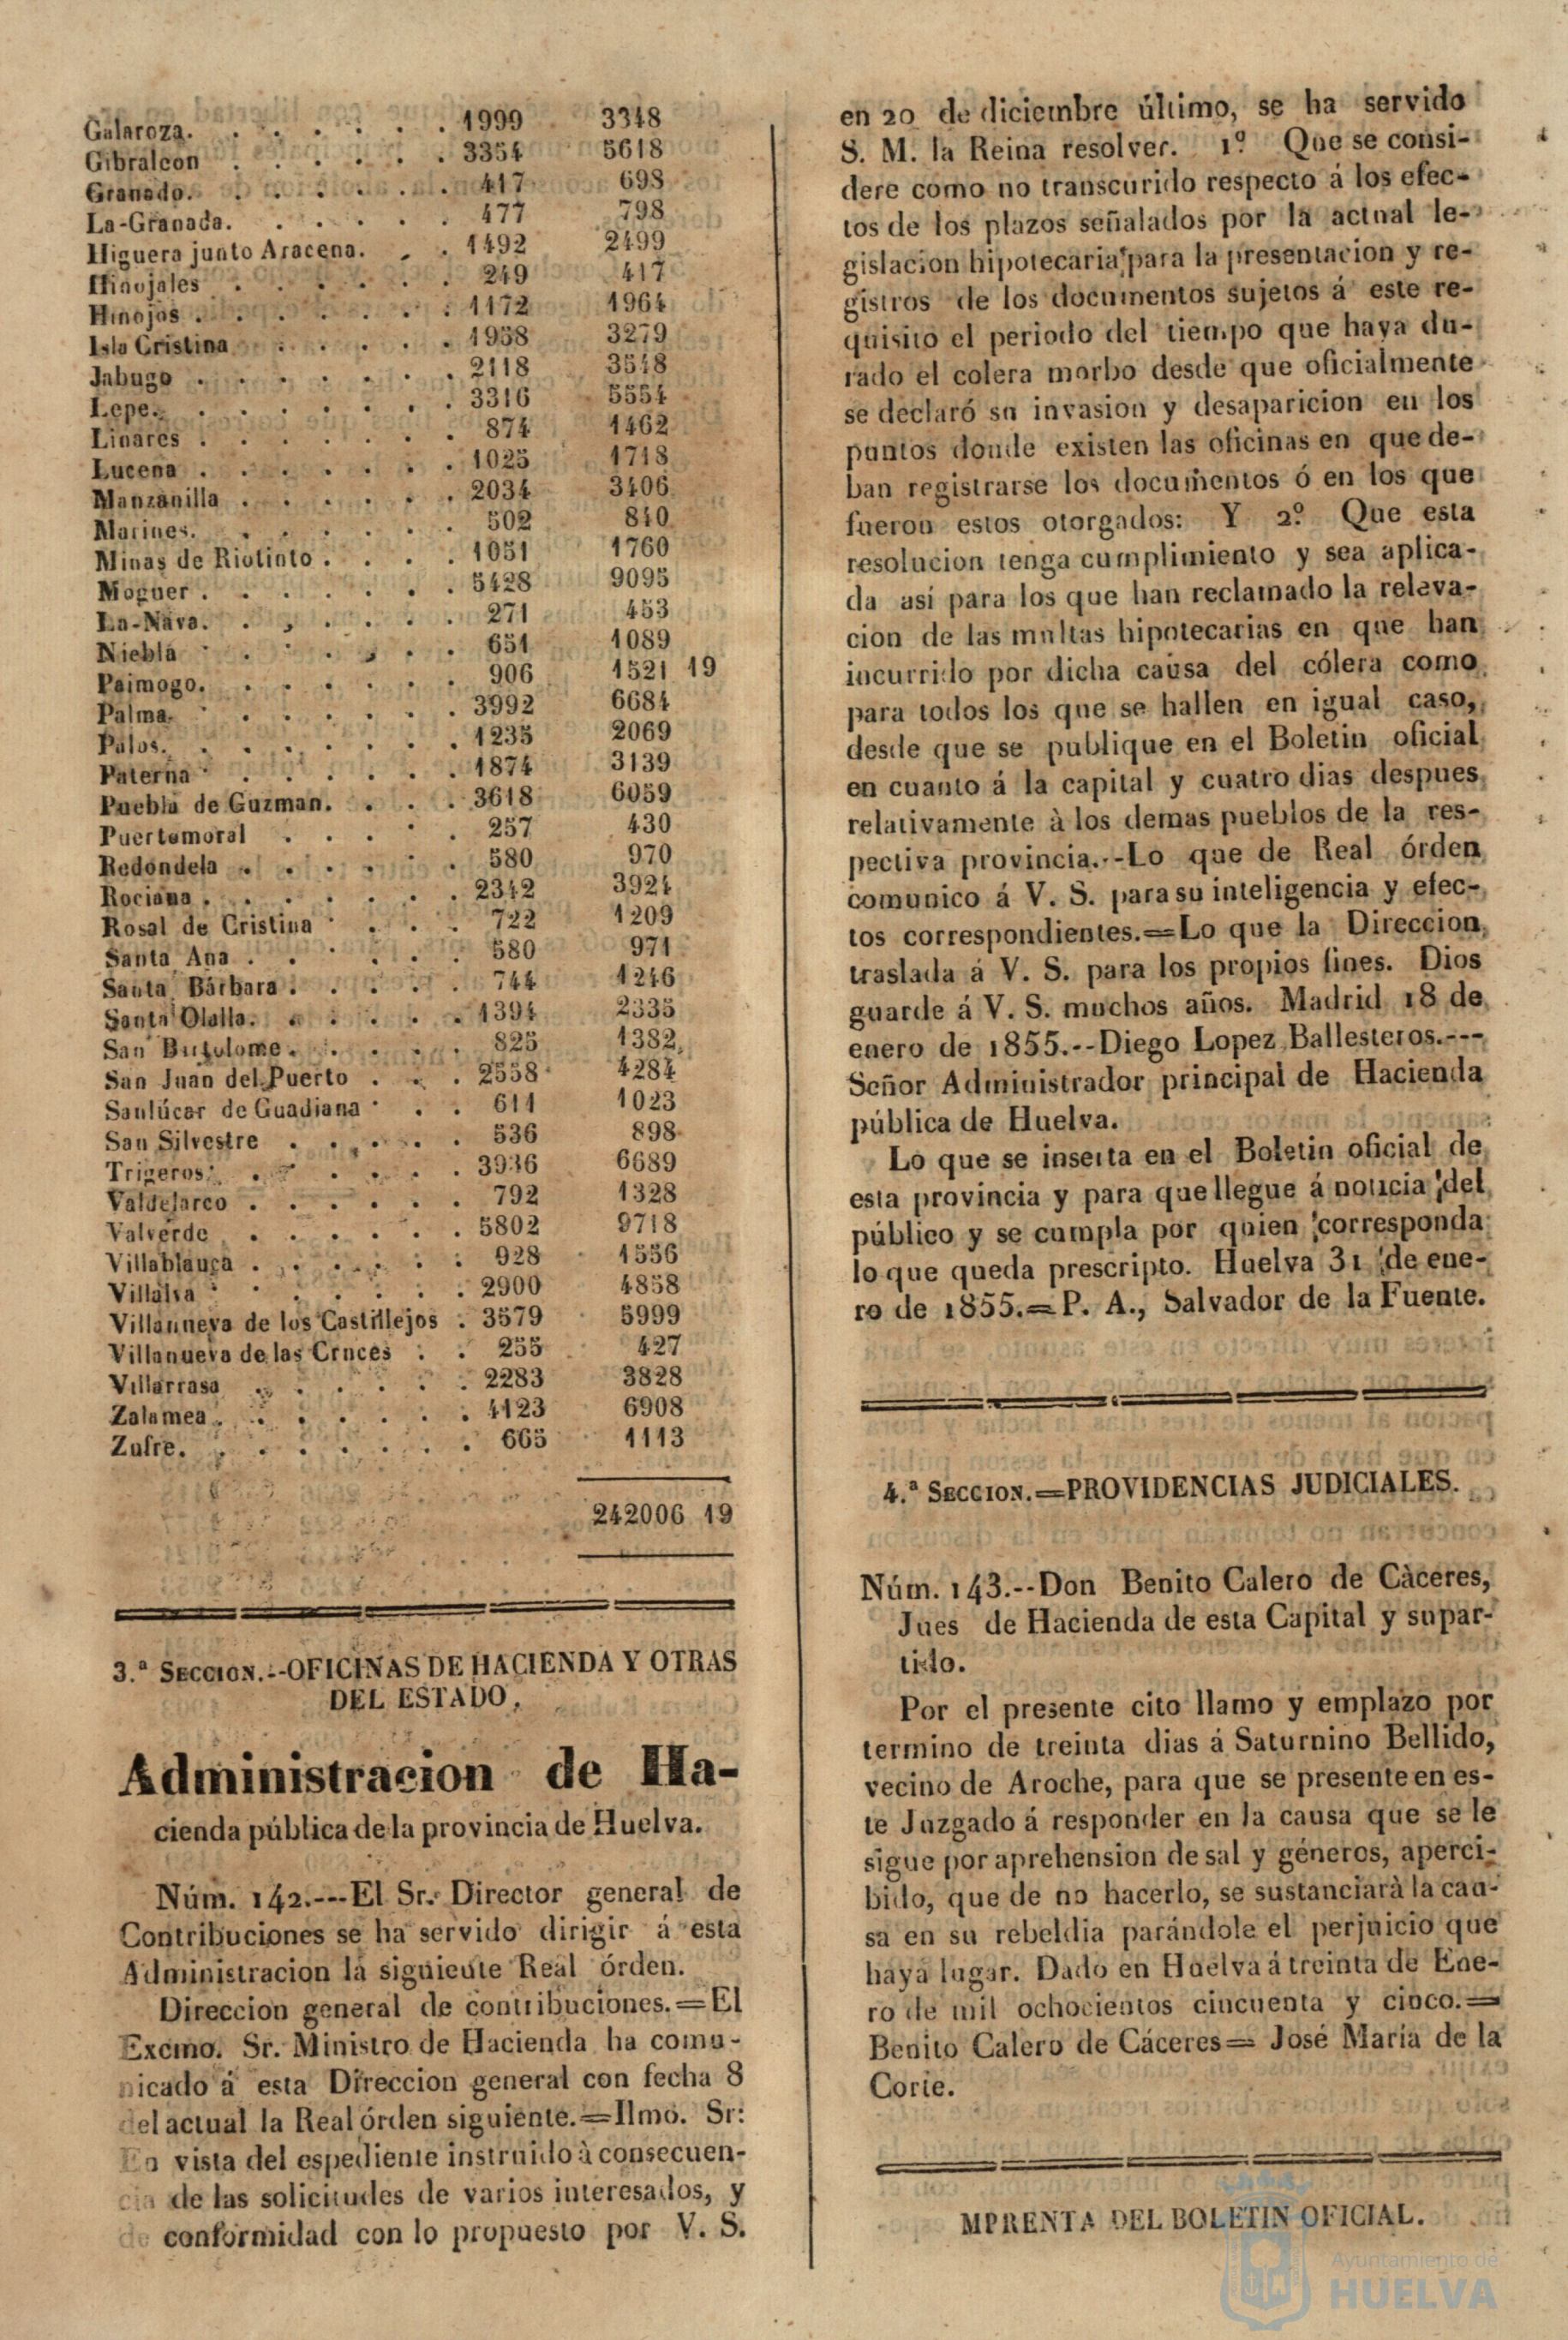 Galaroza. . . . . . . 1999 3348
Gibraleon . . . . . . 3354 5618
Granado. . . . . . . 417 698
La-Granada. . . . . . 477 798
Higuera junto Aracena. . . 1492 2499
Hinojales . . . . . . 249 417
Hinojos . . . . . . . 1172 1964
Isla Cristina . . . . . 1958 3279
Jabugo . . . . . . . 2118 3548
Lepe. . . . . . . . 3316 5554
Linares . . . . . . . 874 1462
Lucena . . . . . . . 1025 1718
Manzanilla . . . . . . 2034 3406
Marines. . . . . . . 502 840
Minas de Riotinto . . . . 1051 1760
Moguer . . . . . . . 5428 9095
La-Nava. . . . . . . 271 453
Niebla . . . . . . . 651 1089
Paimogo. . . . . . . 906 1521 19
Palma. . . . . . . . 3992 6684
Palos. . . . . . . . 1235 2069
Paterna . . . . . . . 1874 3139
Puebla de Guzman. . . . 3618 6059
Puertomoral . . . . . 257 430
Redondela . . . . . . 580 970
Rociana . . . . . . . 2342 3924
Rosal de Cristina . . . . 722 1209
Santa Ana . . . . . . 580 971
Santa Bárbara . . . . . 744 1246
Santa Olalla. . . . . . 1394 2335
San Bartolome . . . . . 825 1382
San Juan del Puerto . . . 2558 4284
Sanlúcar de Guadiana . . . 611 1023
San Silvestre . . . . . 536 898
Trigeros. . . . . . . 3936 6689
Valdelarco . . . . . . 792 1328
Valverde . . . . . . 5802 9718
Villablanca . . . . . . 928 1556
Villalva . . . . . . 2900 4858
Villanueva de los Castillejos . 3579 5999
Villanueva de las Cruces . . 255 427
Villarrasa . . . . . . 2283 3828
Zalamea . . . . . . . 4123 6908
Zufre. . . . . . . . 665 1113
242006 19
3.ª SECCION.--OFICINAS DE HACIENDA Y OTRAS
DEL ESTADO.
Administracion de Ha-
cienda pública de la provincia de Huelva.
Núm. 142.---El Sr. Director general de
Contribuciones se ha servido dirigir á esta
Administracion la siguiente Real órden.
Direccion general de contribuciones.=El
Excmo. Sr. Ministro de Hacienda ha comu-
nicado á esta Direccion general con fecha 8
del actual la Real órden siguiente.=Ilmo. Sr:
En vista del espediente instruido à consecuen-
cia de las solicitudes de varios interesados, y
de conformidad con lo propuesto por V. S.
en 20 de diciembre último, se ha servido
S. M. la Reina resolver. 1º Que se consi-
dere como no transcurrido respecto á los efec-
tos de los plazos señalados por la actual le-
gislacion hipotecaria para la presentacion y re-
gistros de los documentos sujetos á este re-
quisito el periodo del tiempo que haya du-
rado el colera morbo desde que oficialmente
se declaró su invasion y desaparicion en los
puntos donde existen las oficinas en que de-
ban registrarse los documentos ó en los que
fueron estos otorgados: Y 2º Que esta
resolucion tenga cumplimiento y sea aplica-
da asi para los que han reclamado la releva-
cion de las multas hipotecarias en que han
incurrido por dicha causa del cólera como
para todos los que se hallen en igual caso,
desde que se publique en el Boletin oficial
en cuanto á la capital y cuatro dias despues
relativamente à los demas pueblos de la res-
pectiva provincia.--Lo que de Real órden
comunico á V. S. para su inteligencia y efec-
tos correspondientes.=Lo que la Direccion
traslada á V. S. para los propios fines. Dios
guarde á V. S. muchos años. Madrid 18 de
enero de 1855.--Diego Lopez Ballesteros.---
Señor Administrador principal de Hacienda
pública de Huelva.
Lo que se inserta en el Boletin oficial de
esta provincia y para que llegue á noticia del
público y se cumpla por quien corresponda
lo que queda prescripto. Huelva 31 de ene-
ro de 1855.=P. A., Salvador de la Fuente.
4.ª SECCION.=PROVIDENCIAS JUDICIALES.
Núm. 143.--Don Benito Calero de Càceres,
Jues de Hacienda de esta Capital y supar-
tido.
Por el presente cito llamo y emplazo por
termino de treinta dias á Saturnino Bellido,
vecino de Aroche, para que se presente en es-
te Juzgado á responder en la causa que se le
sigue por aprehension de sal y géneros, aperci-
bido, que de no hacerlo, se sustanciarà la cau-
sa en su rebeldia parándole el perjuicio que
haya lugar. Dado en Huelva á treinta de Ene-
ro de mil ochocientos cincuenta y cinco.=
Benito Calero de Cáceres= José María de la
Corte.
MPRENTA DEL BOLETIN OFICIAL.
Ayuntamiento de
HUELVA